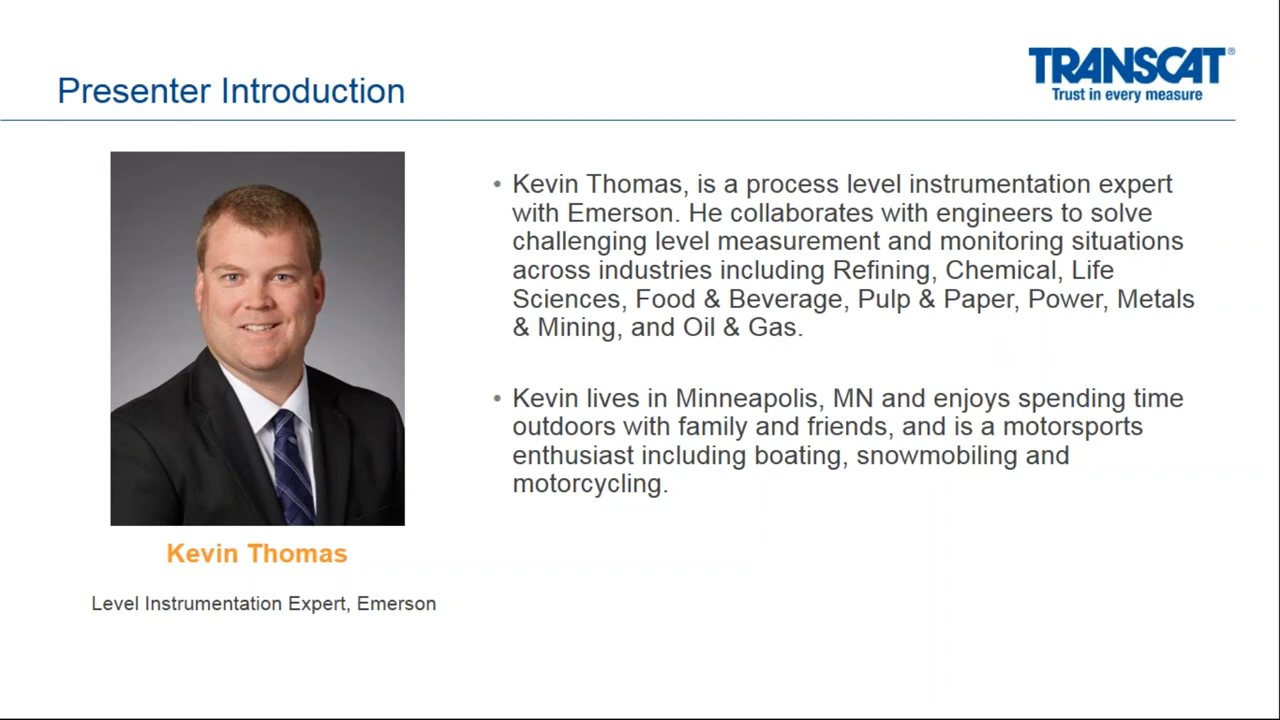 TRANSCAT®
Trust in every measure
Presenter Introduction
• Kevin Thomas, is a process level instrumentation expert
with Emerson. He collaborates with engineers to solve
challenging level measurement and monitoring situations
across industries including Refining, Chemical, Life
Sciences, Food & Beverage, Pulp & Paper, Power, Metals
& Mining, and Oil & Gas.
• Kevin lives in Minneapolis, MN and enjoys spending time
outdoors with family and friends, and is a motorsports
enthusiast including boating, snowmobiling and
motorcycling.
Kevin Thomas
Level Instrumentation Expert, Emerson